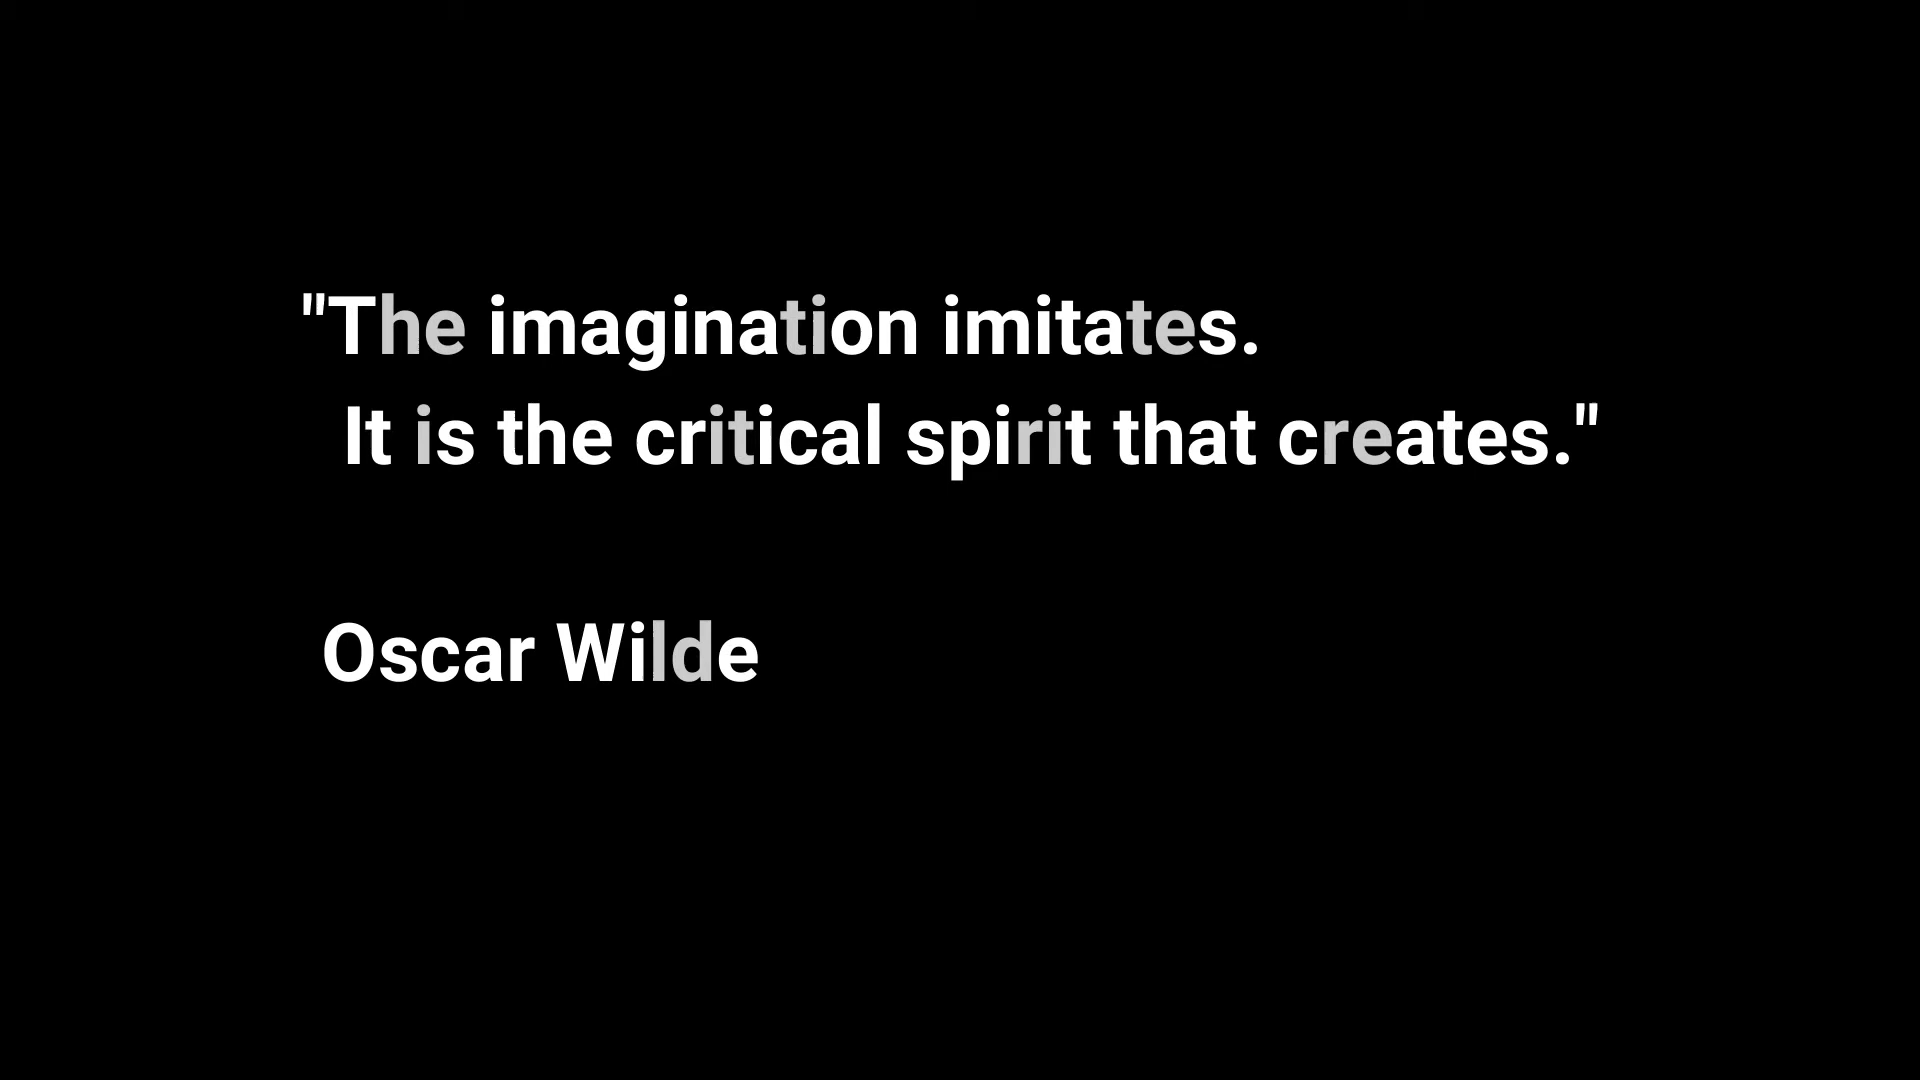 "The imagination imitates.
It is the critical spirit that creates."
Oscar Wilde